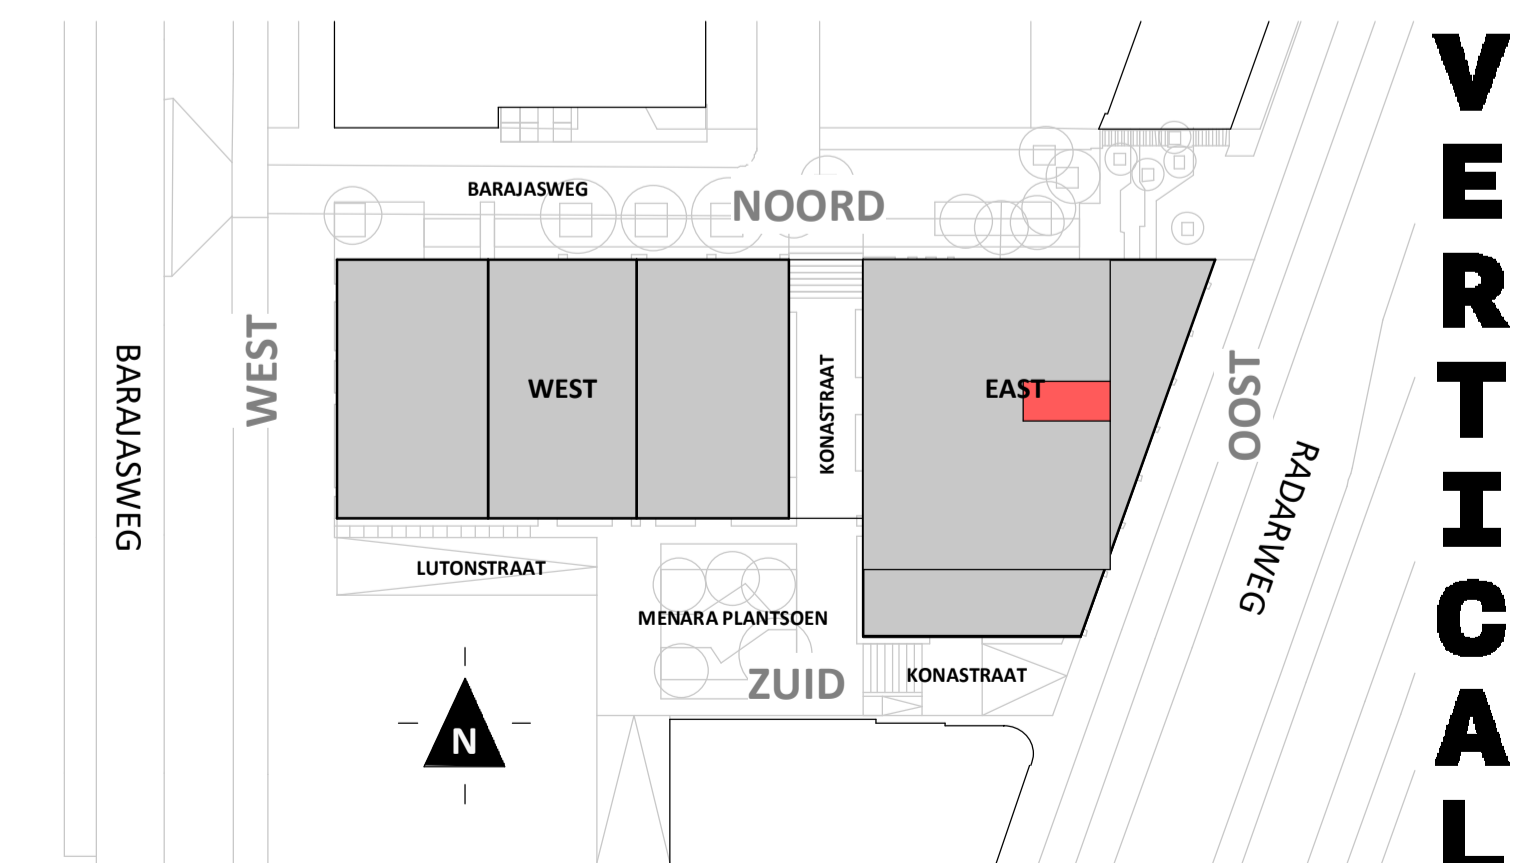 BARAJASWEG
NOORD
WEST
BARAJASWEG
WEST
KONASTRAAT
EAST
OOST
RADARWEG
LUTONSTRAAT
MENARA PLANTSOEN
ZUID
KONASTRAAT
N
VERTICAL